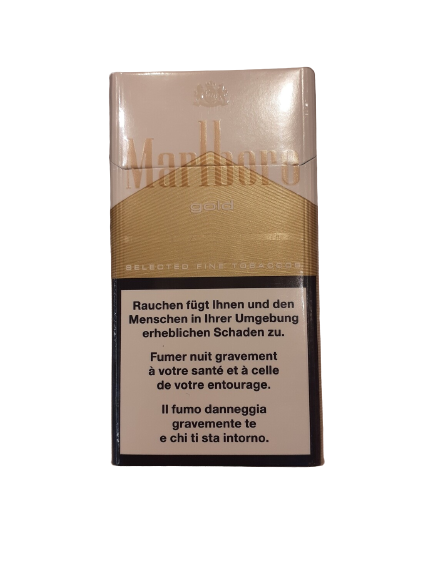 Marlboro
gold
SELECTED FINE TOBACCOS
Rauchen fügt Ihnen und den
Menschen in Ihrer Umgebung
erheblichen Schaden zu.
Fumer nuit gravement
à votre santé et à celle
de votre entourage.
Il fumo danneggia
gravemente te
e chi ti sta intorno.